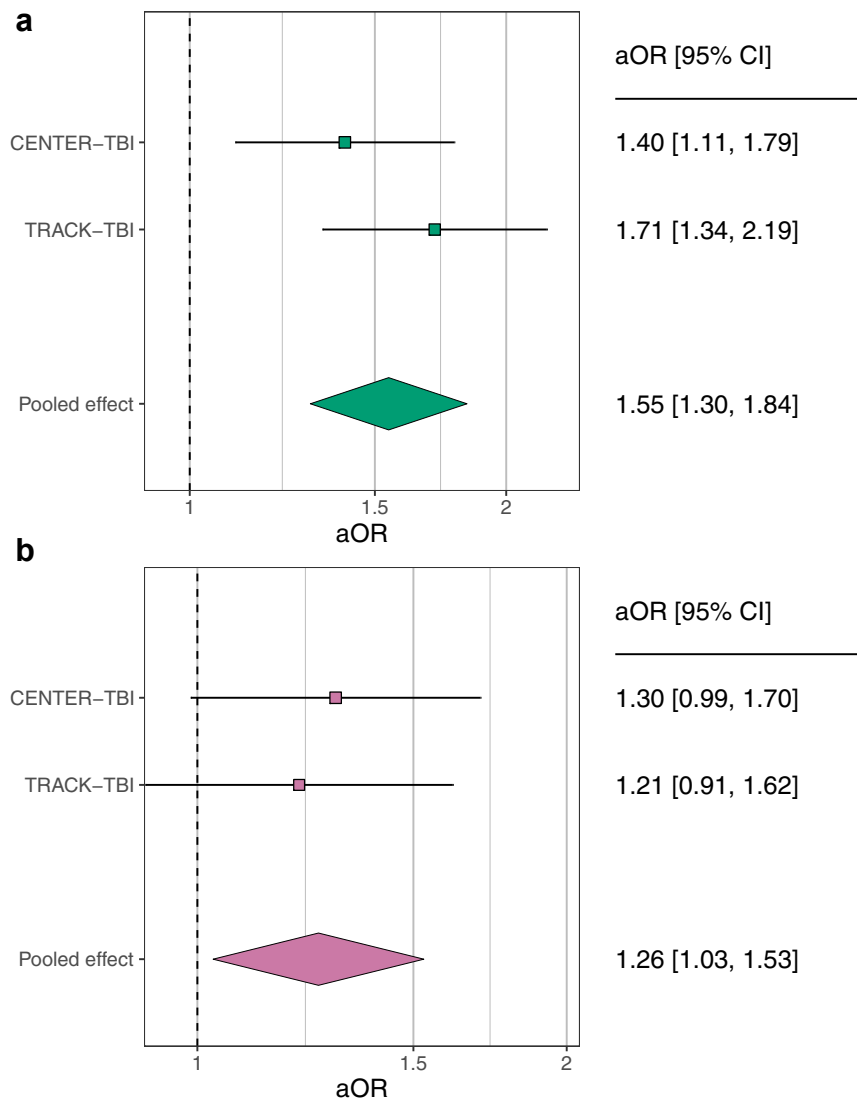 a
aOR [95% CI]
CENTER−TBI 1.40 [1.11, 1.79]
TRACK−TBI 1.71 [1.34, 2.19]
Pooled effect 1.55 [1.30, 1.84]
1 1.5 2
aOR
b
aOR [95% CI]
CENTER−TBI 1.30 [0.99, 1.70]
TRACK−TBI 1.21 [0.91, 1.62]
Pooled effect 1.26 [1.03, 1.53]
1 1.5 2
aOR